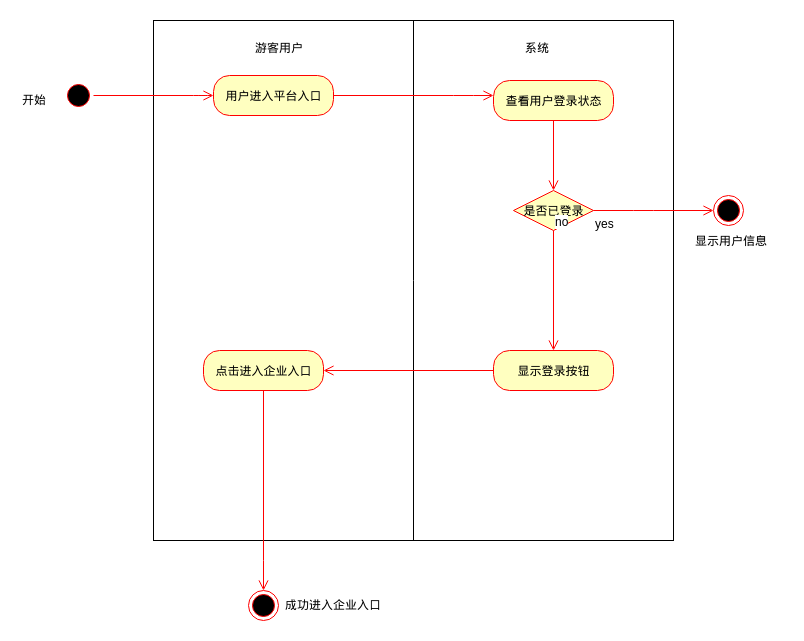 游客用户
系统
开始
用户进入平台入口
查看用户登录状态
是否已登录
no
yes
显示用户信息
点击进入企业入口
显示登录按钮
成功进入企业入口